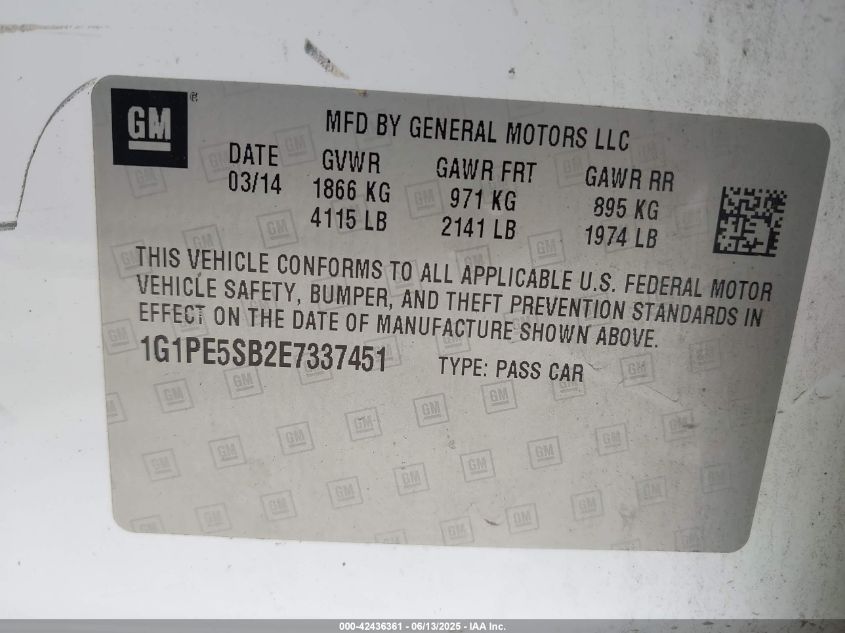 GM ®
MFD BY GENERAL MOTORS LLC
DATE GVWR GAWR FRT GAWR RR
03/14 1866 KG 971 KG 895 KG
4115 LB 2141 LB 1974 LB
THIS VEHICLE CONFORMS TO ALL APPLICABLE U.S. FEDERAL MOTOR
VEHICLE SAFETY, BUMPER, AND THEFT PREVENTION STANDARDS IN
EFFECT ON THE DATE OF MANUFACTURE SHOWN ABOVE.
1G1PE5SB2E7337451 TYPE: PASS CAR
000-42436361 - 06/13/2025 - IAA Inc.